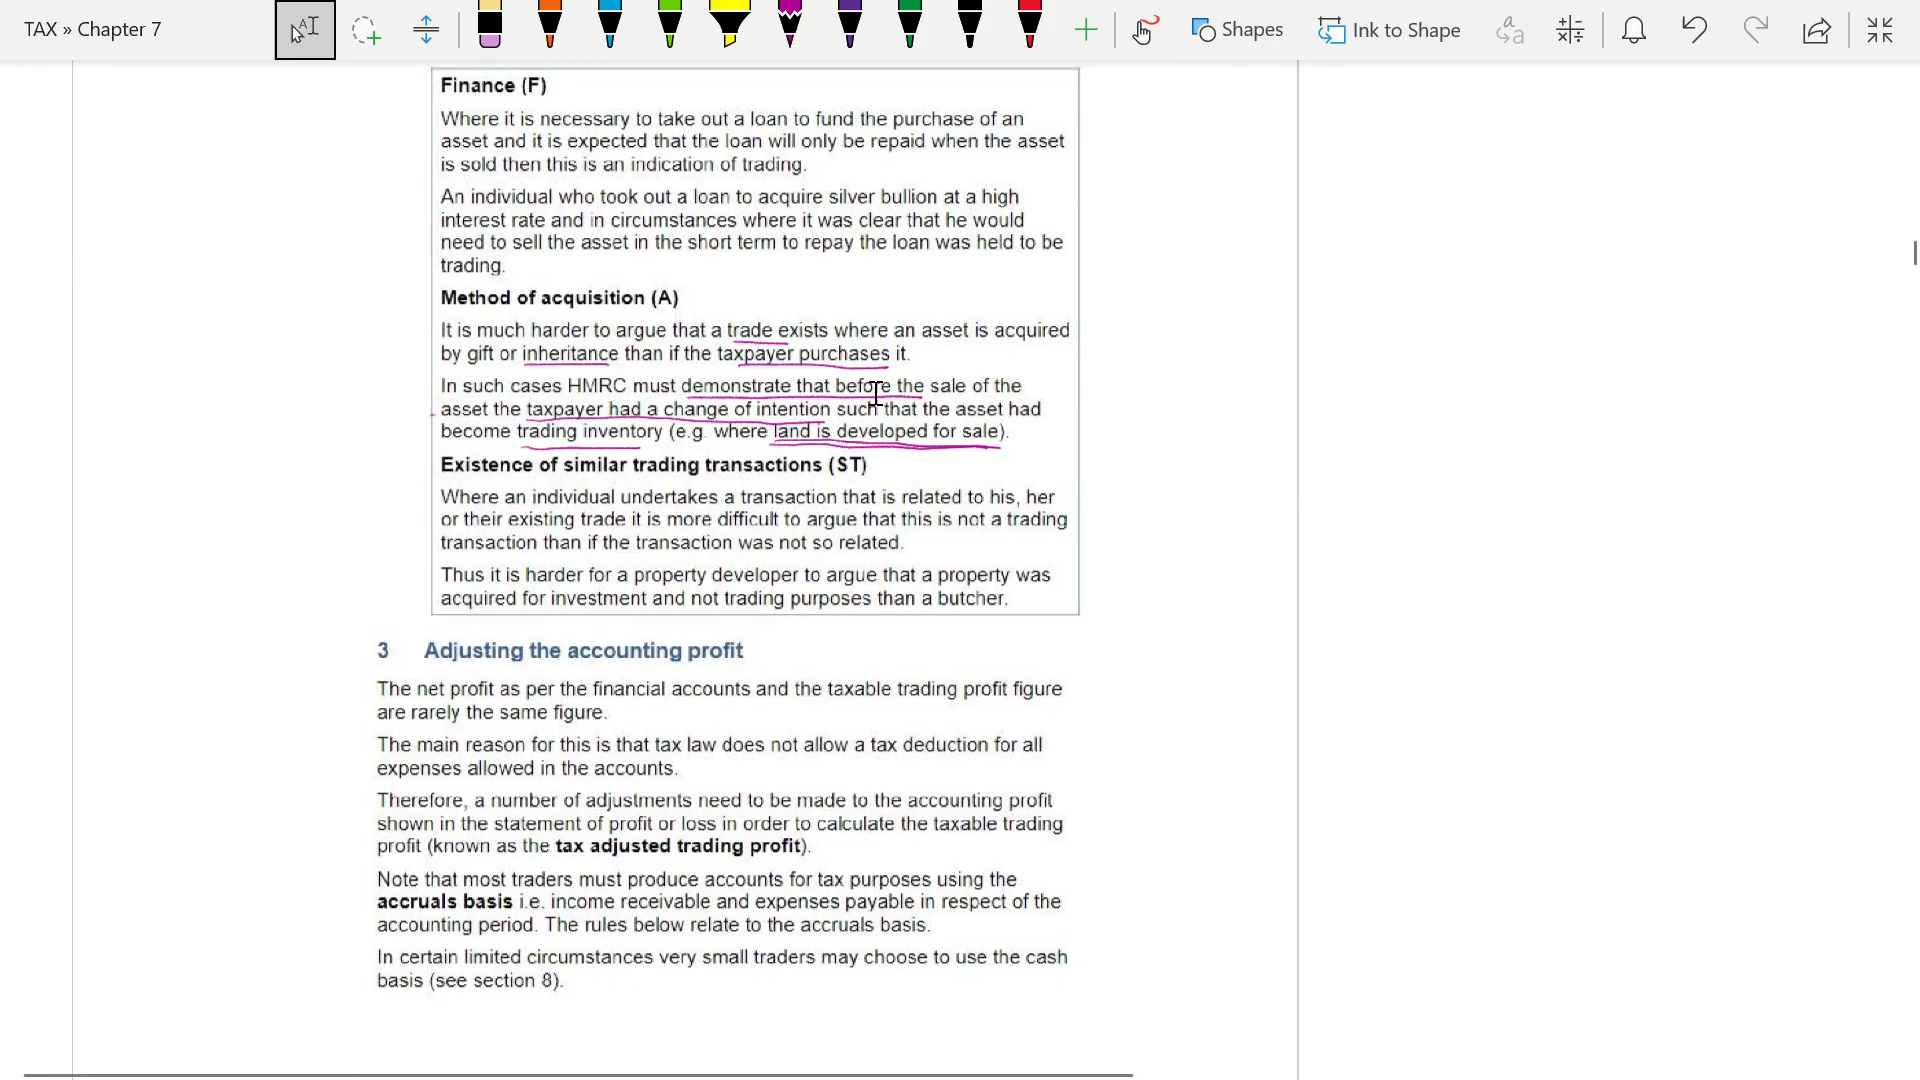 TAX » Chapter 7
Shapes
Ink to Shape
Finance (F)
Where it is necessary to take out a loan to fund the purchase of an
asset and it is expected that the loan will only be repaid when the asset
is sold then this is an indication of trading.
An individual who took out a loan to acquire silver bullion at a high
interest rate and in circumstances where it was clear that he would
need to sell the asset in the short term to repay the loan was held to be
trading.
Method of acquisition (A)
It is much harder to argue that a trade exists where an asset is acquired
by gift or inheritance than if the taxpayer purchases it.
In such cases HMRC must demonstrate that before the sale of the
asset the taxpayer had a change of intention such that the asset had
become trading inventory (e.g. where land is developed for sale).
Existence of similar trading transactions (ST)
Where an individual undertakes a transaction that is related to his, her
or their existing trade it is more difficult to argue that this is not a trading
transaction than if the transaction was not so related.
Thus it is harder for a property developer to argue that a property was
acquired for investment and not trading purposes than a butcher.
3 Adjusting the accounting profit
The net profit as per the financial accounts and the taxable trading profit figure
are rarely the same figure.
The main reason for this is that tax law does not allow a tax deduction for all
expenses allowed in the accounts.
Therefore, a number of adjustments need to be made to the accounting profit
shown in the statement of profit or loss in order to calculate the taxable trading
profit (known as the tax adjusted trading profit).
Note that most traders must produce accounts for tax purposes using the
accruals basis i.e. income receivable and expenses payable in respect of the
accounting period. The rules below relate to the accruals basis.
In certain limited circumstances very small traders may choose to use the cash
basis (see section 8).